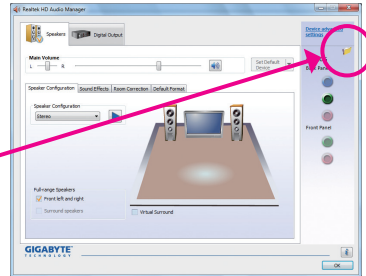 Realtek HD Audio Manager
Speakers
Digital Output
Device advanced
settings
Main Volume
L
R
Set Default
Device
Speaker Configuration
Sound Effects
Room Correction
Default Format
Speaker Configuration
Stereo
Front Panel
Full-range Speakers
Front left and right
Surround speakers
Virtual Surround
GIGABYTE
TECHNOLOGY
i
OK